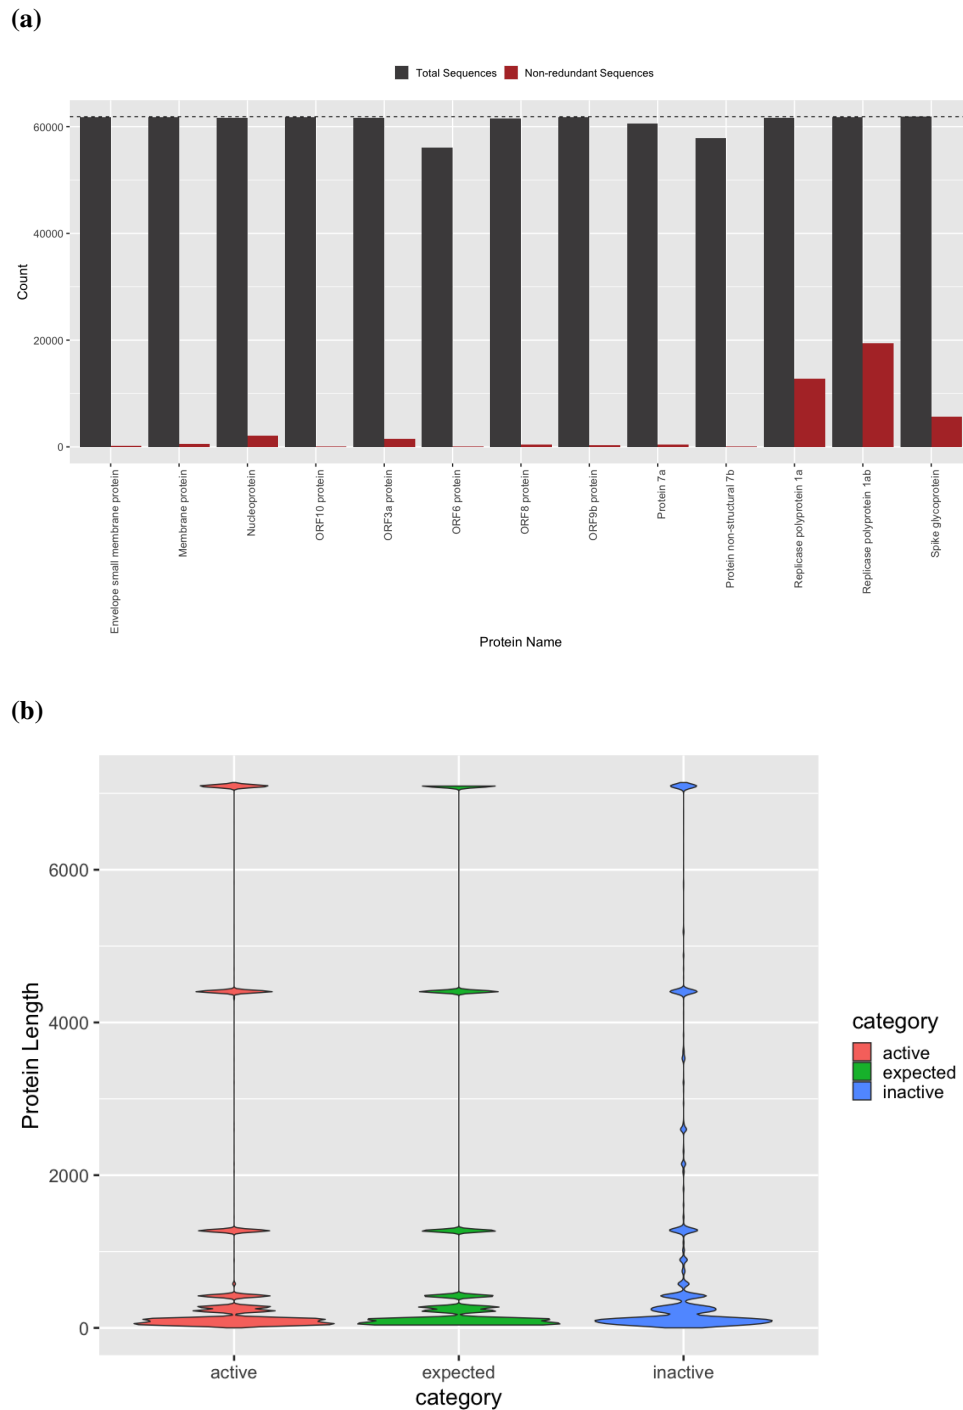 (a)
Total Sequences
Non-redundant Sequences
60000
40000
20000
0
Count
Envelope small membrane protein
Membrane protein
Nucleoprotein
ORF10 protein
ORF3a protein
ORF6 protein
ORF8 protein
ORF9b protein
Protein 7a
Protein non-structural 7b
Replicase polyprotein 1a
Replicase polyprotein 1ab
Spike glycoprotein
Protein Name
(b)
6000
4000
2000
0
Protein Length
active
expected
inactive
category
category
active
expected
inactive